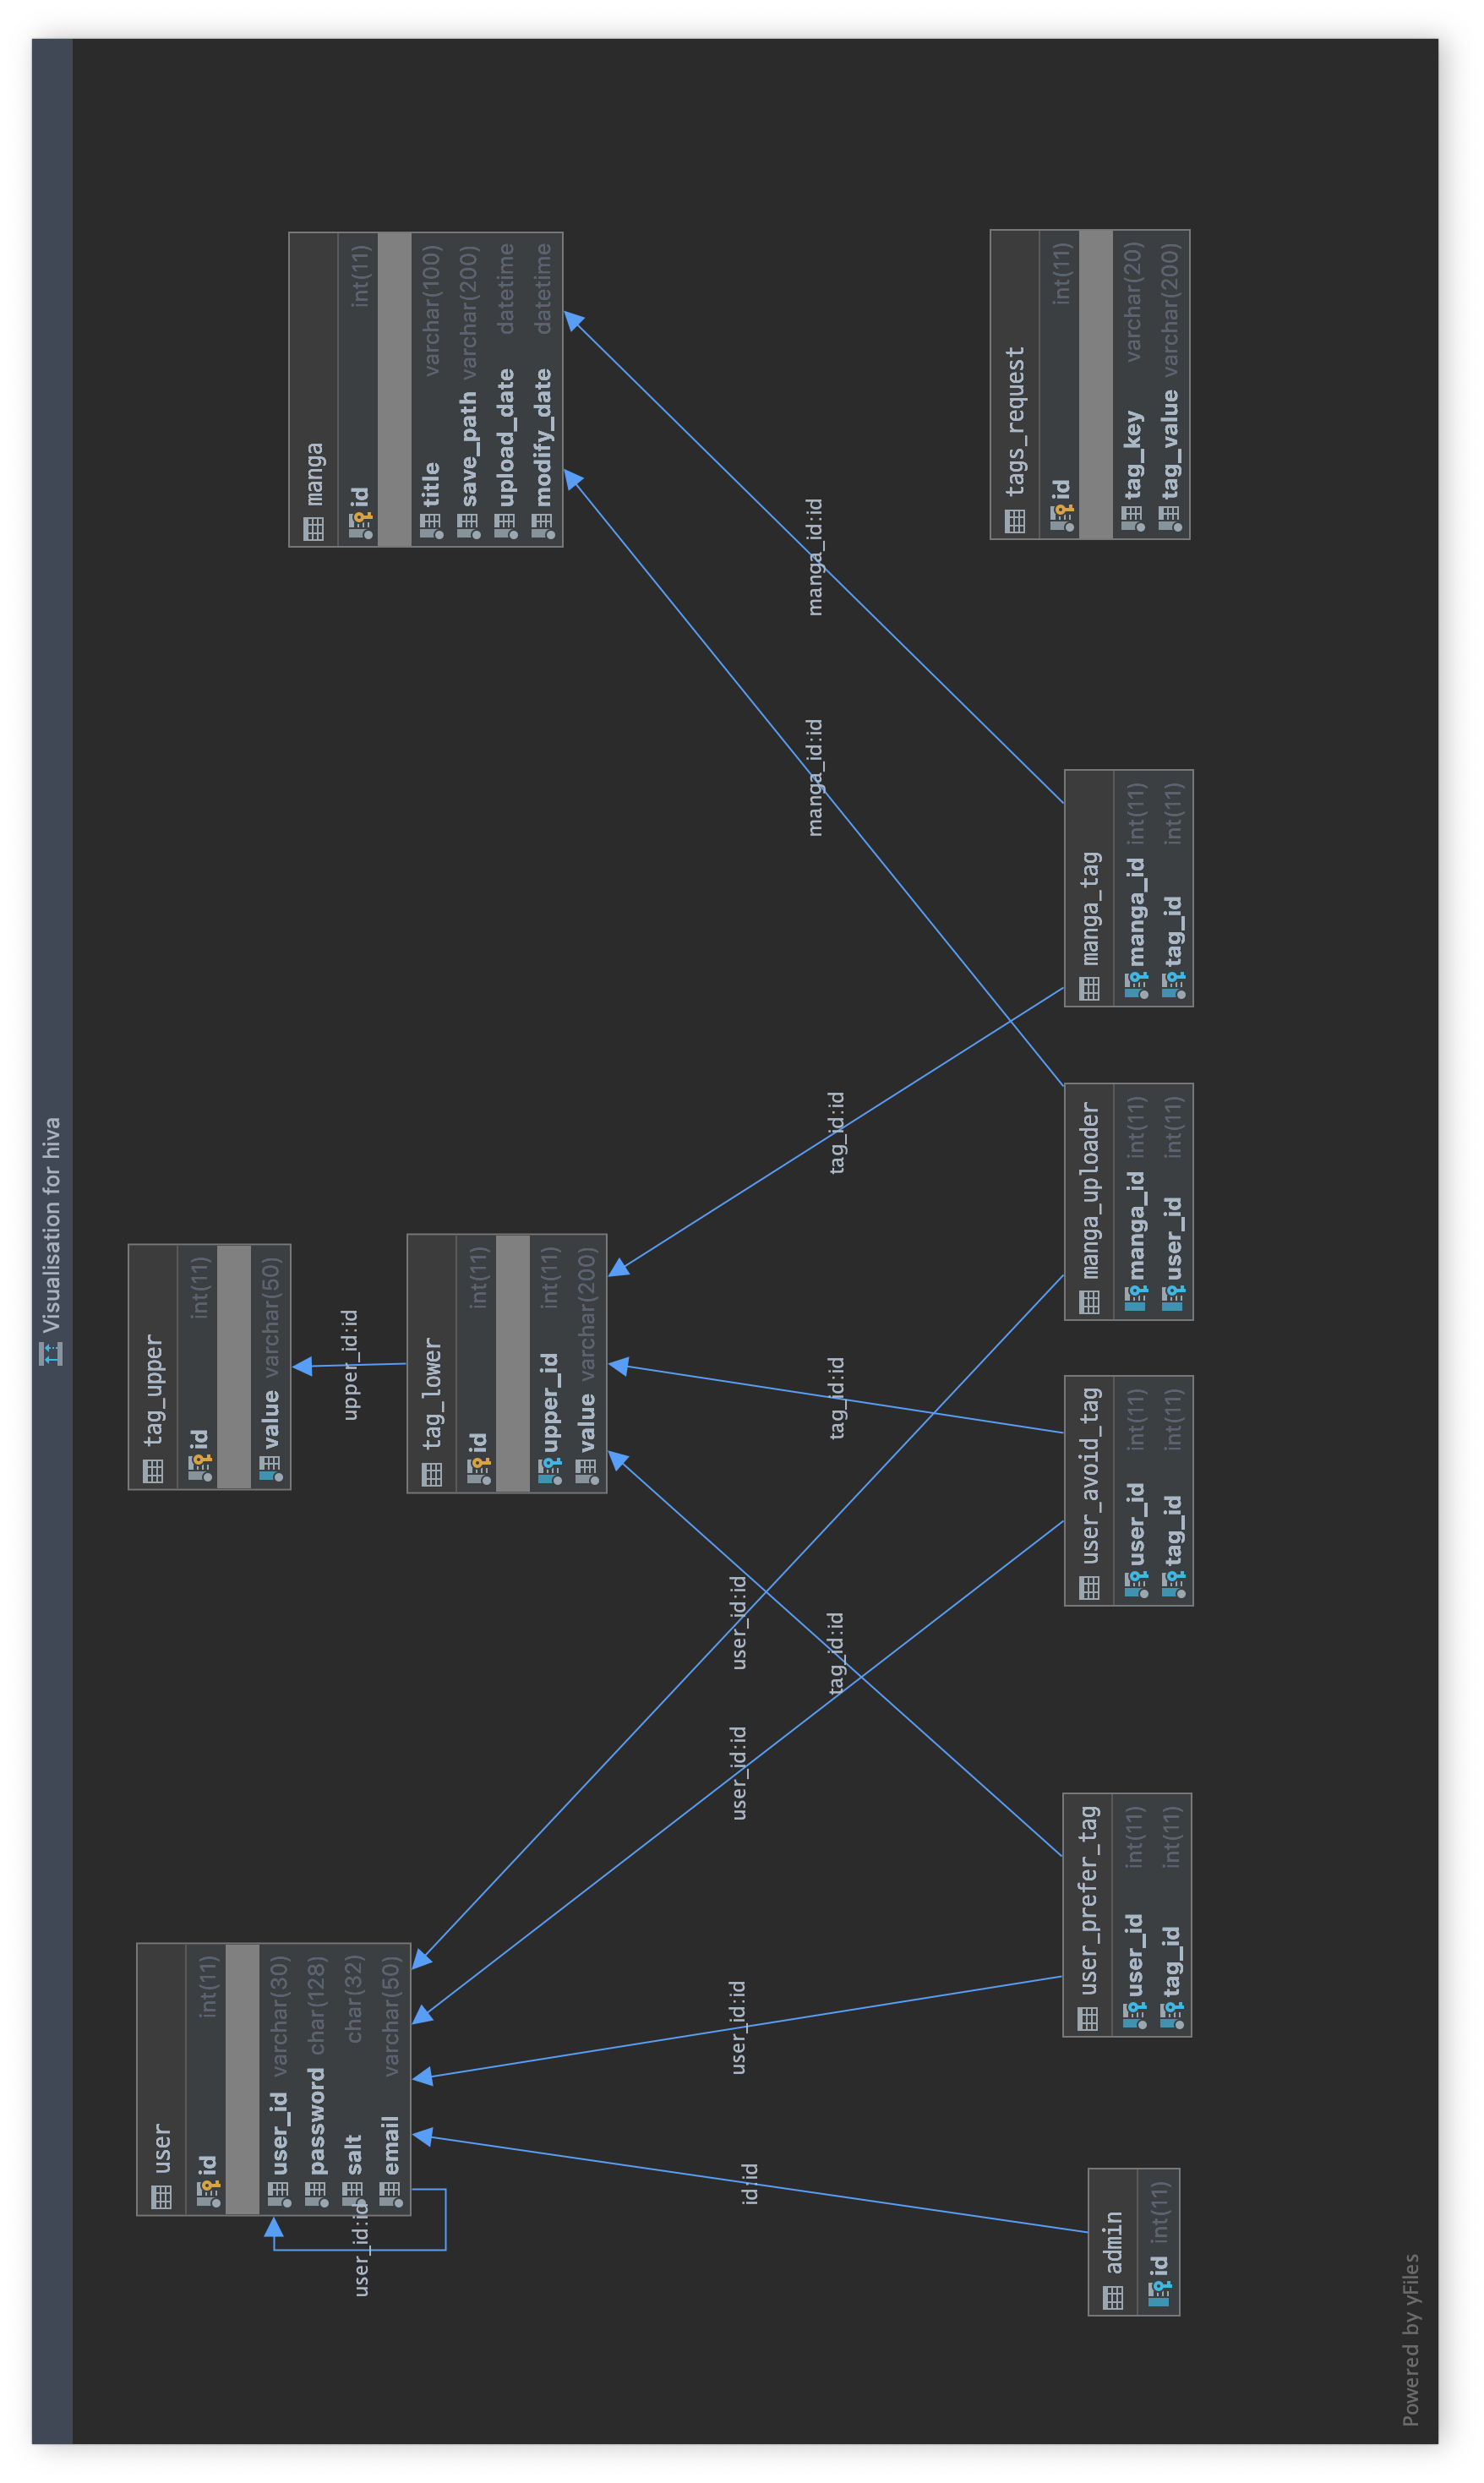 Visualisation for hiva
user
id int(11)
user_id varchar(30)
password char(128)
salt char(32)
email varchar(50)
user_id:id
tag_upper
id int(11)
value varchar(50)
upper_id:id
tag_lower
id int(11)
upper_id int(11)
value varchar(200)
manga
id int(11)
title varchar(100)
save_path varchar(200)
upload_date datetime
modify_date datetime
user_id:id
user_id:id
user_id:id
id:id
tag_id:id
tag_id:id
tag_id:id
manga_id:id
manga_id:id
admin
id int(11)
user_prefer_tag
user_id int(11)
tag_id int(11)
user_avoid_tag
user_id int(11)
tag_id int(11)
manga_uploader
manga_id int(11)
user_id int(11)
manga_tag
manga_id int(11)
tag_id int(11)
tags_request
id int(11)
tag_key varchar(20)
tag_value varchar(200)
Powered by yFiles